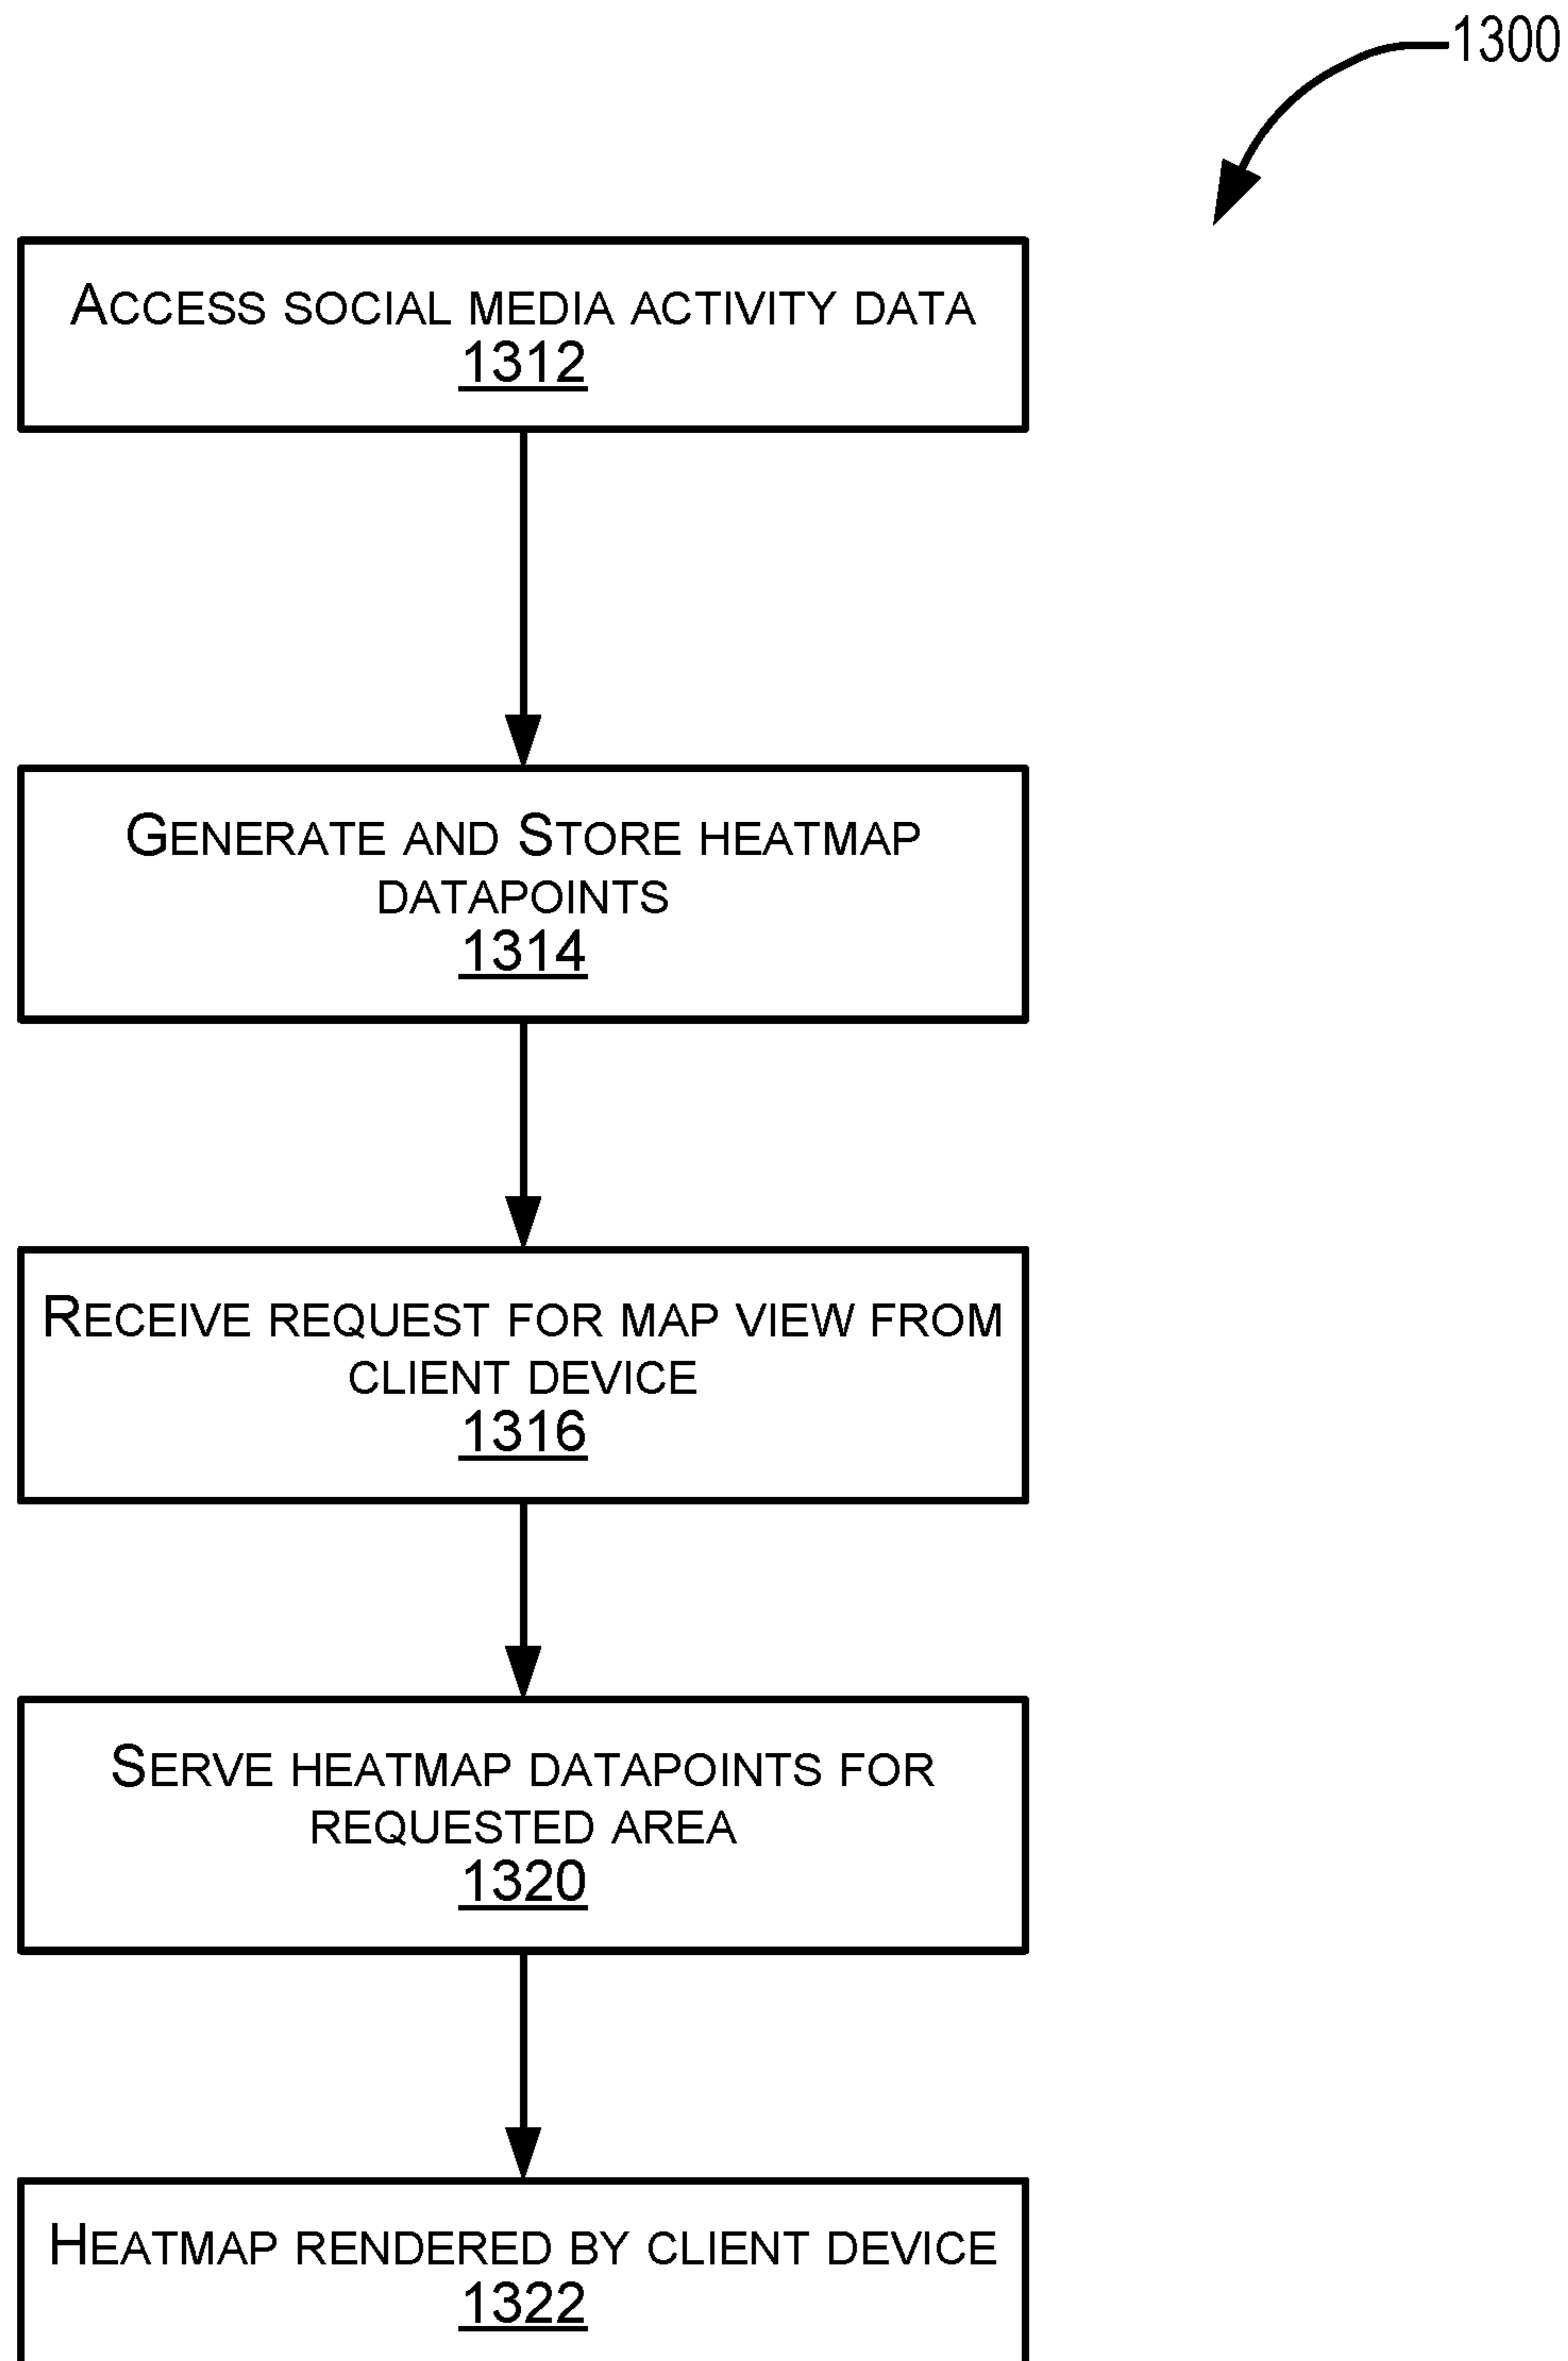 1300
ACCESS SOCIAL MEDIA ACTIVITY DATA
1312
GENERATE AND STORE HEATMAP
DATAPOINTS
1314
RECEIVE REQUEST FOR MAP VIEW FROM
CLIENT DEVICE
1316
SERVE HEATMAP DATAPOINTS FOR
REQUESTED AREA
1320
HEATMAP RENDERED BY CLIENT DEVICE
1322